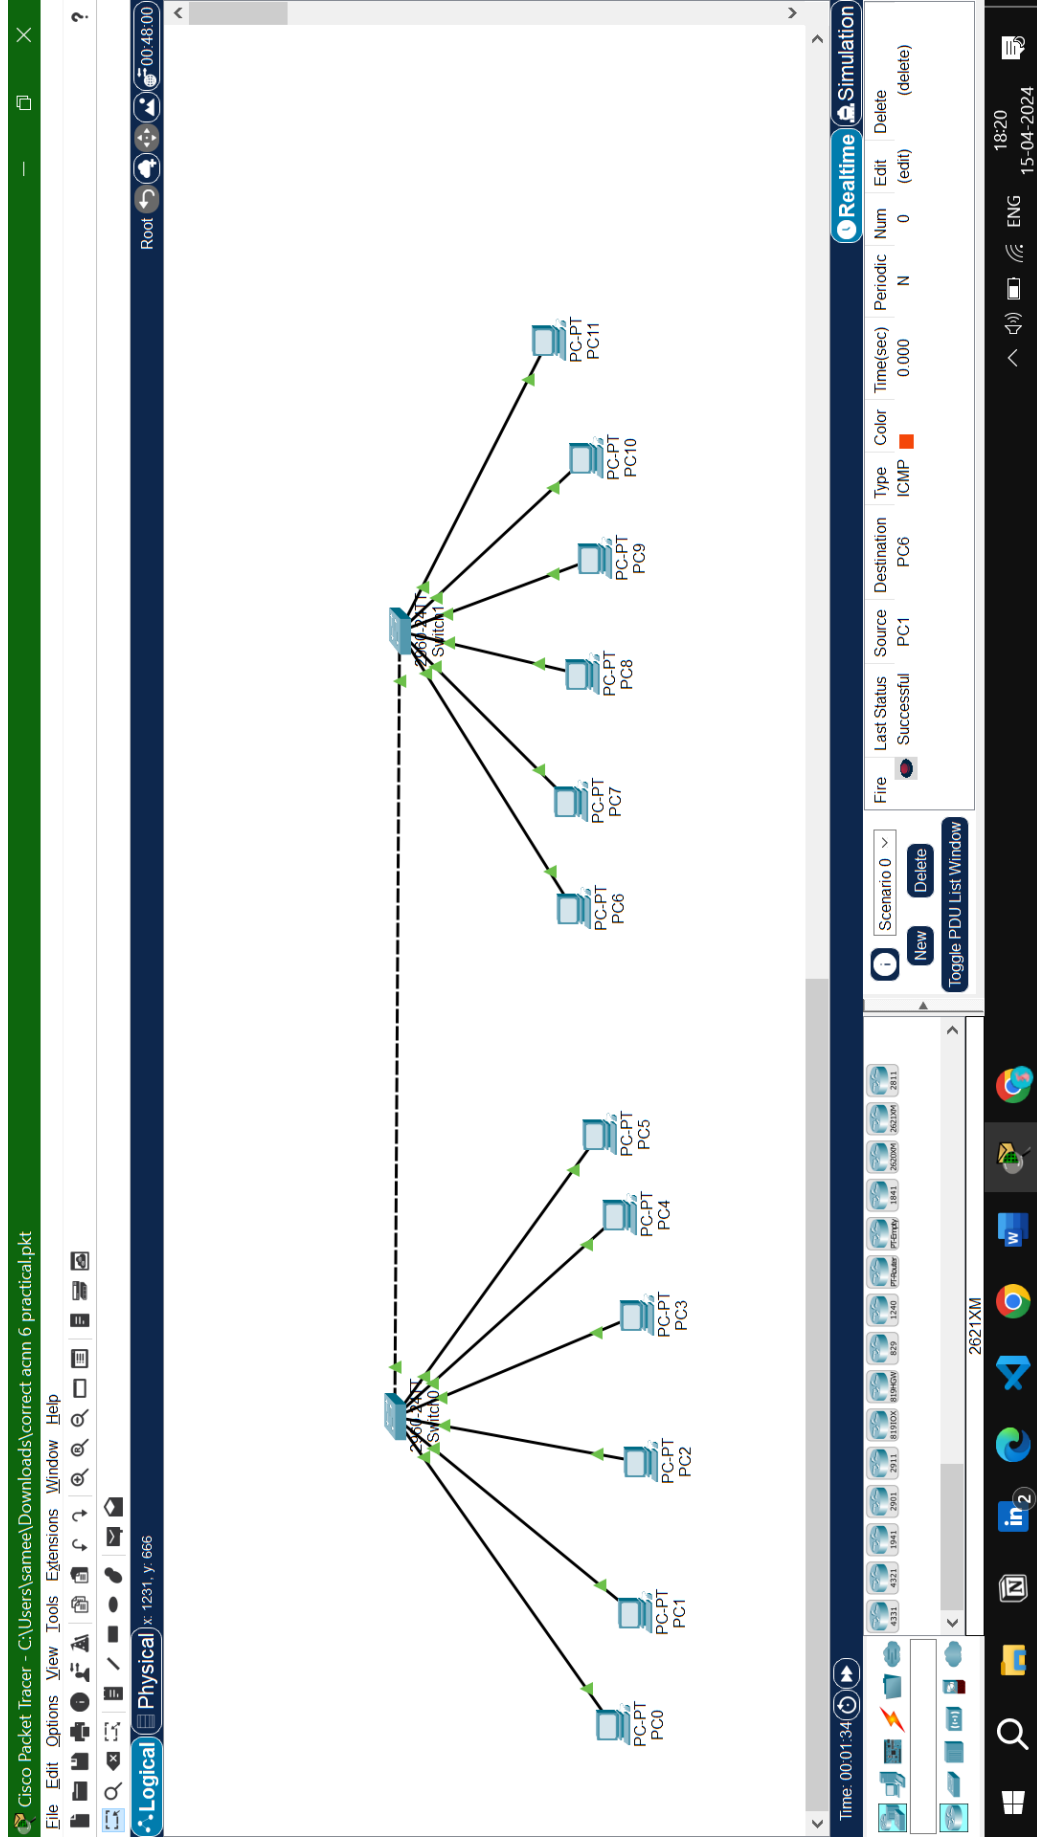 Cisco Packet Tracer - C:\Users\samee\Downloads\correct acnn 6 practical.pkt
File Edit Options View Tools Extensions Window Help
?
Logical Physical x: 1231, y: 666
Root 00:48:00
2960-24TT
Switch0
2960-24TT
Switch1
PC-PT
PC0
PC-PT
PC1
PC-PT
PC2
PC-PT
PC3
PC-PT
PC4
PC-PT
PC5
PC-PT
PC6
PC-PT
PC7
PC-PT
PC8
PC-PT
PC9
PC-PT
PC10
PC-PT
PC11
Time: 00:01:34
Realtime Simulation
4331 4321 1941 2901 2911 819IOX 819HGW 829 1240 PT-Router PT-Empty 1841 2620XM 2621XM 2811
2621XM
Scenario 0
New Delete
Toggle PDU List Window
Fire Last Status Source Destination Type Color Time(sec) Periodic Num Edit Delete
Successful PC1 PC6 ICMP 0.000 N 0 (edit) (delete)
2
ENG
18:20
15-04-2024